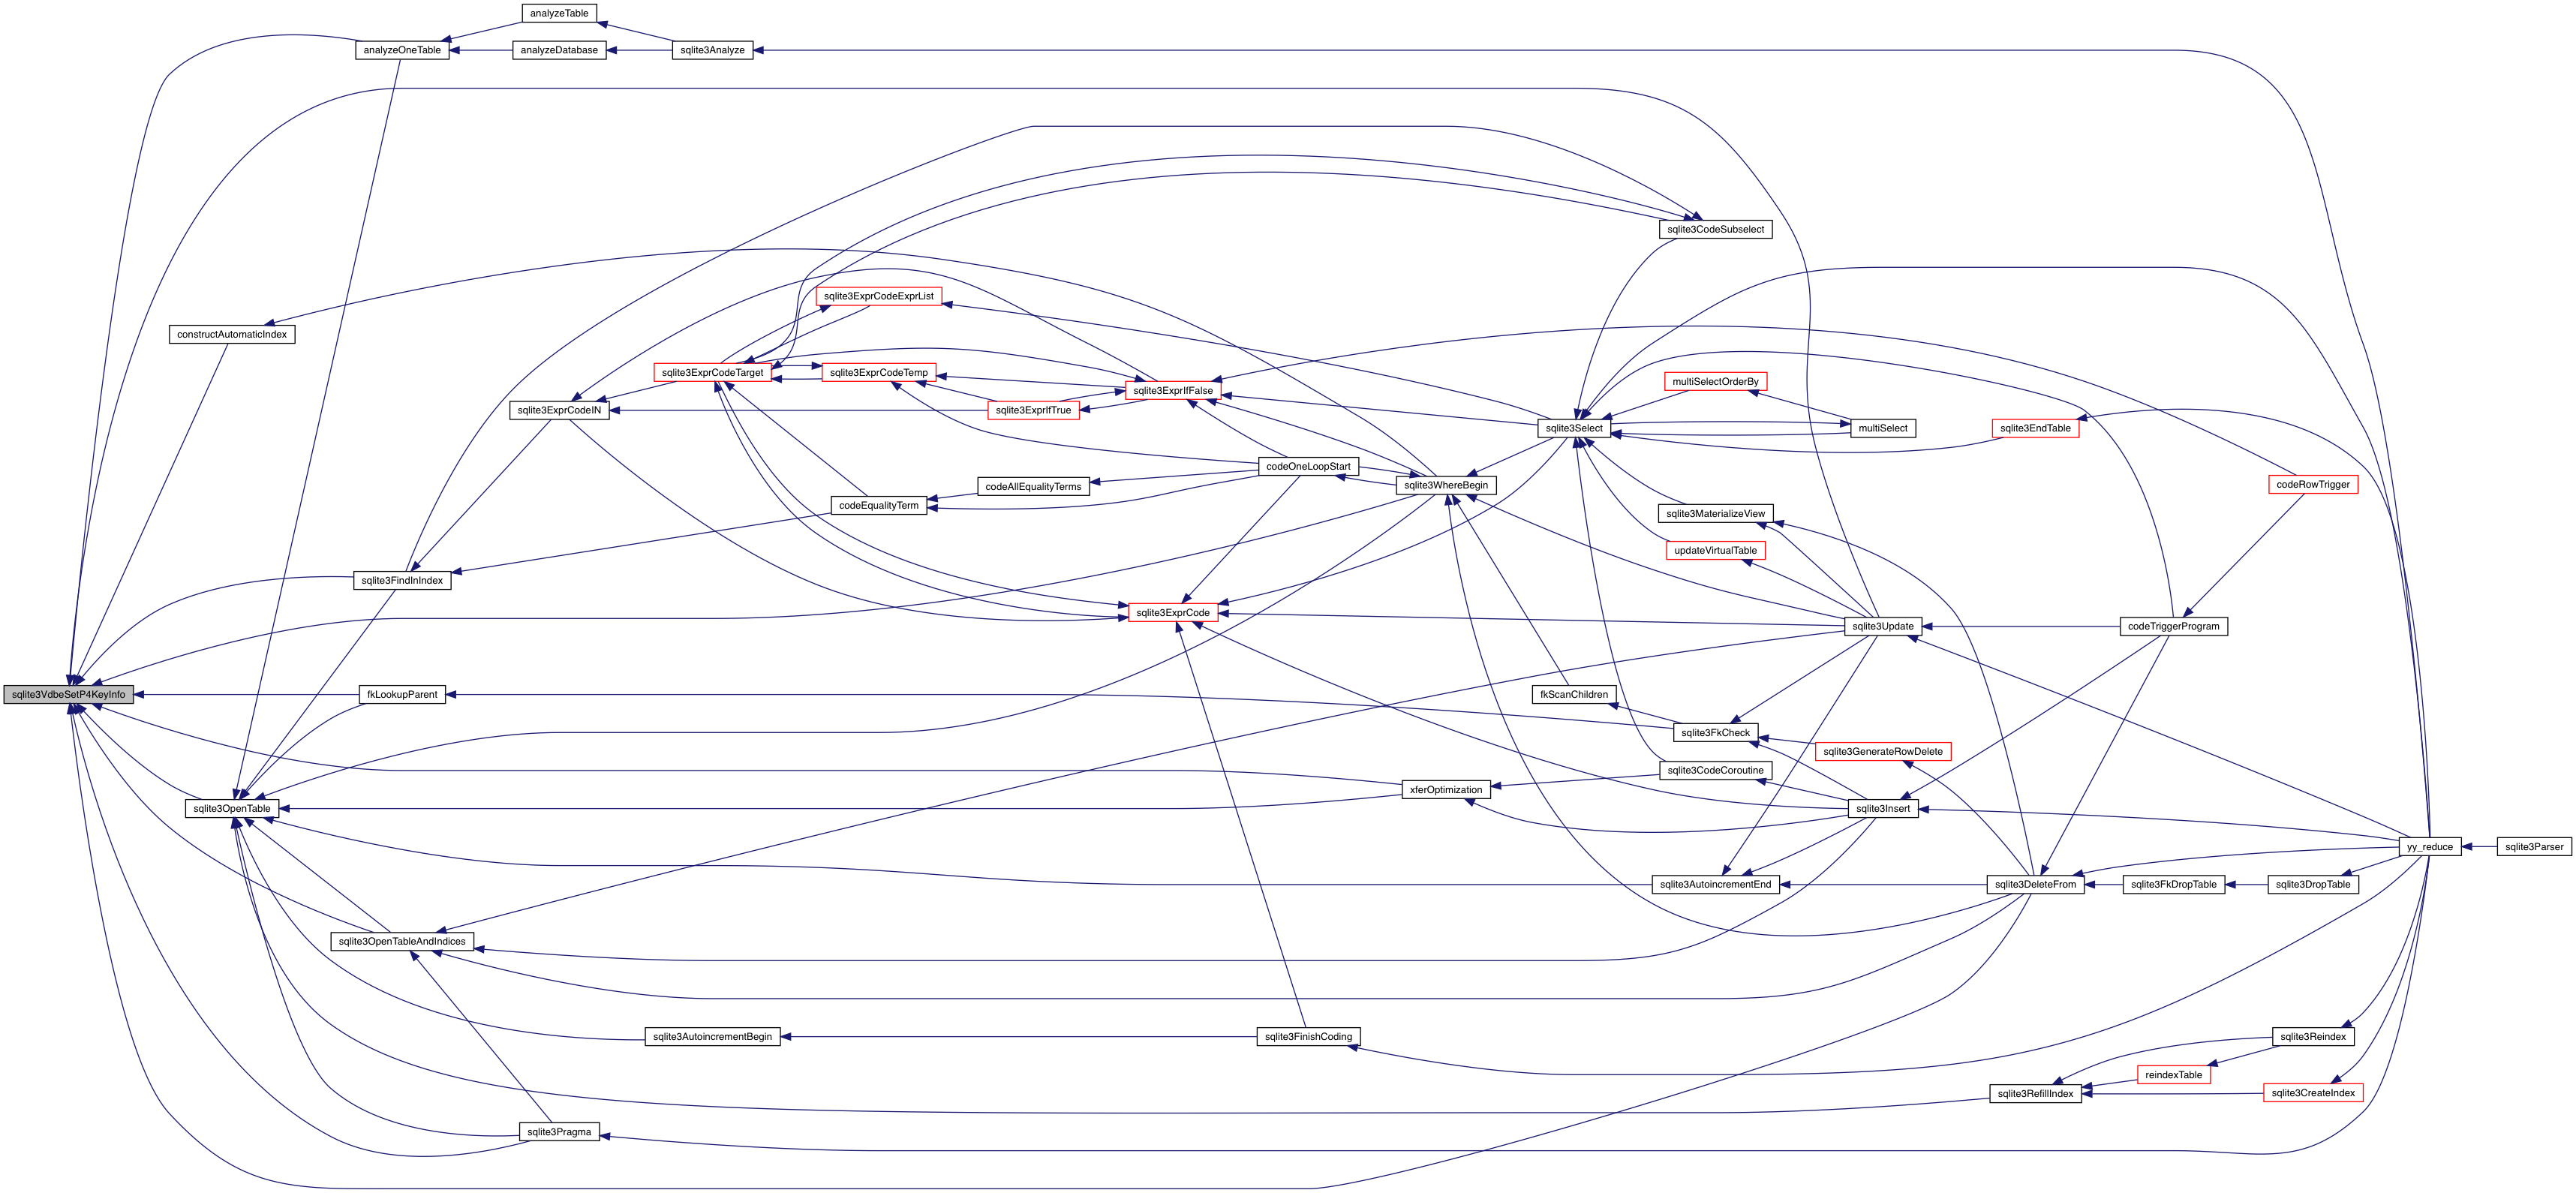 analyzeTable
analyzeOneTable
analyzeDatabase
sqlite3Analyze
sqlite3CodeSubselect
sqlite3ExprCodeExprList
constructAutomaticIndex
sqlite3ExprCodeTarget
sqlite3ExprCodeTemp
sqlite3ExprIfFalse
multiSelectOrderBy
sqlite3ExprCodeIN
sqlite3ExprIfTrue
sqlite3Select
multiSelect
sqlite3EndTable
codeOneLoopStart
codeAllEqualityTerms
sqlite3WhereBegin
codeRowTrigger
codeEqualityTerm
sqlite3MaterializeView
updateVirtualTable
sqlite3FindInIndex
sqlite3ExprCode
sqlite3Update
codeTriggerProgram
sqlite3VdbeSetP4KeyInfo
fkLookupParent
fkScanChildren
sqlite3FkCheck
sqlite3GenerateRowDelete
sqlite3CodeCoroutine
xferOptimization
sqlite3OpenTable
sqlite3Insert
yy_reduce
sqlite3Parser
sqlite3AutoincrementEnd
sqlite3DeleteFrom
sqlite3FkDropTable
sqlite3DropTable
sqlite3OpenTableAndIndices
sqlite3AutoincrementBegin
sqlite3FinishCoding
sqlite3Reindex
reindexTable
sqlite3RefillIndex
sqlite3CreateIndex
sqlite3Pragma